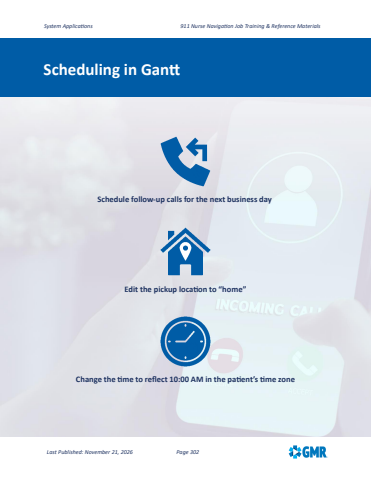 System Applications
911 Nurse Navigation Job Training & Reference Materials
Scheduling in Gantt
Schedule follow-up calls for the next business day
Edit the pickup location to “home”
INCOMING CALL
Change the time to reflect 10:00 AM in the patient’s time zone
Last Published: November 21, 2026
Page 302
GMR